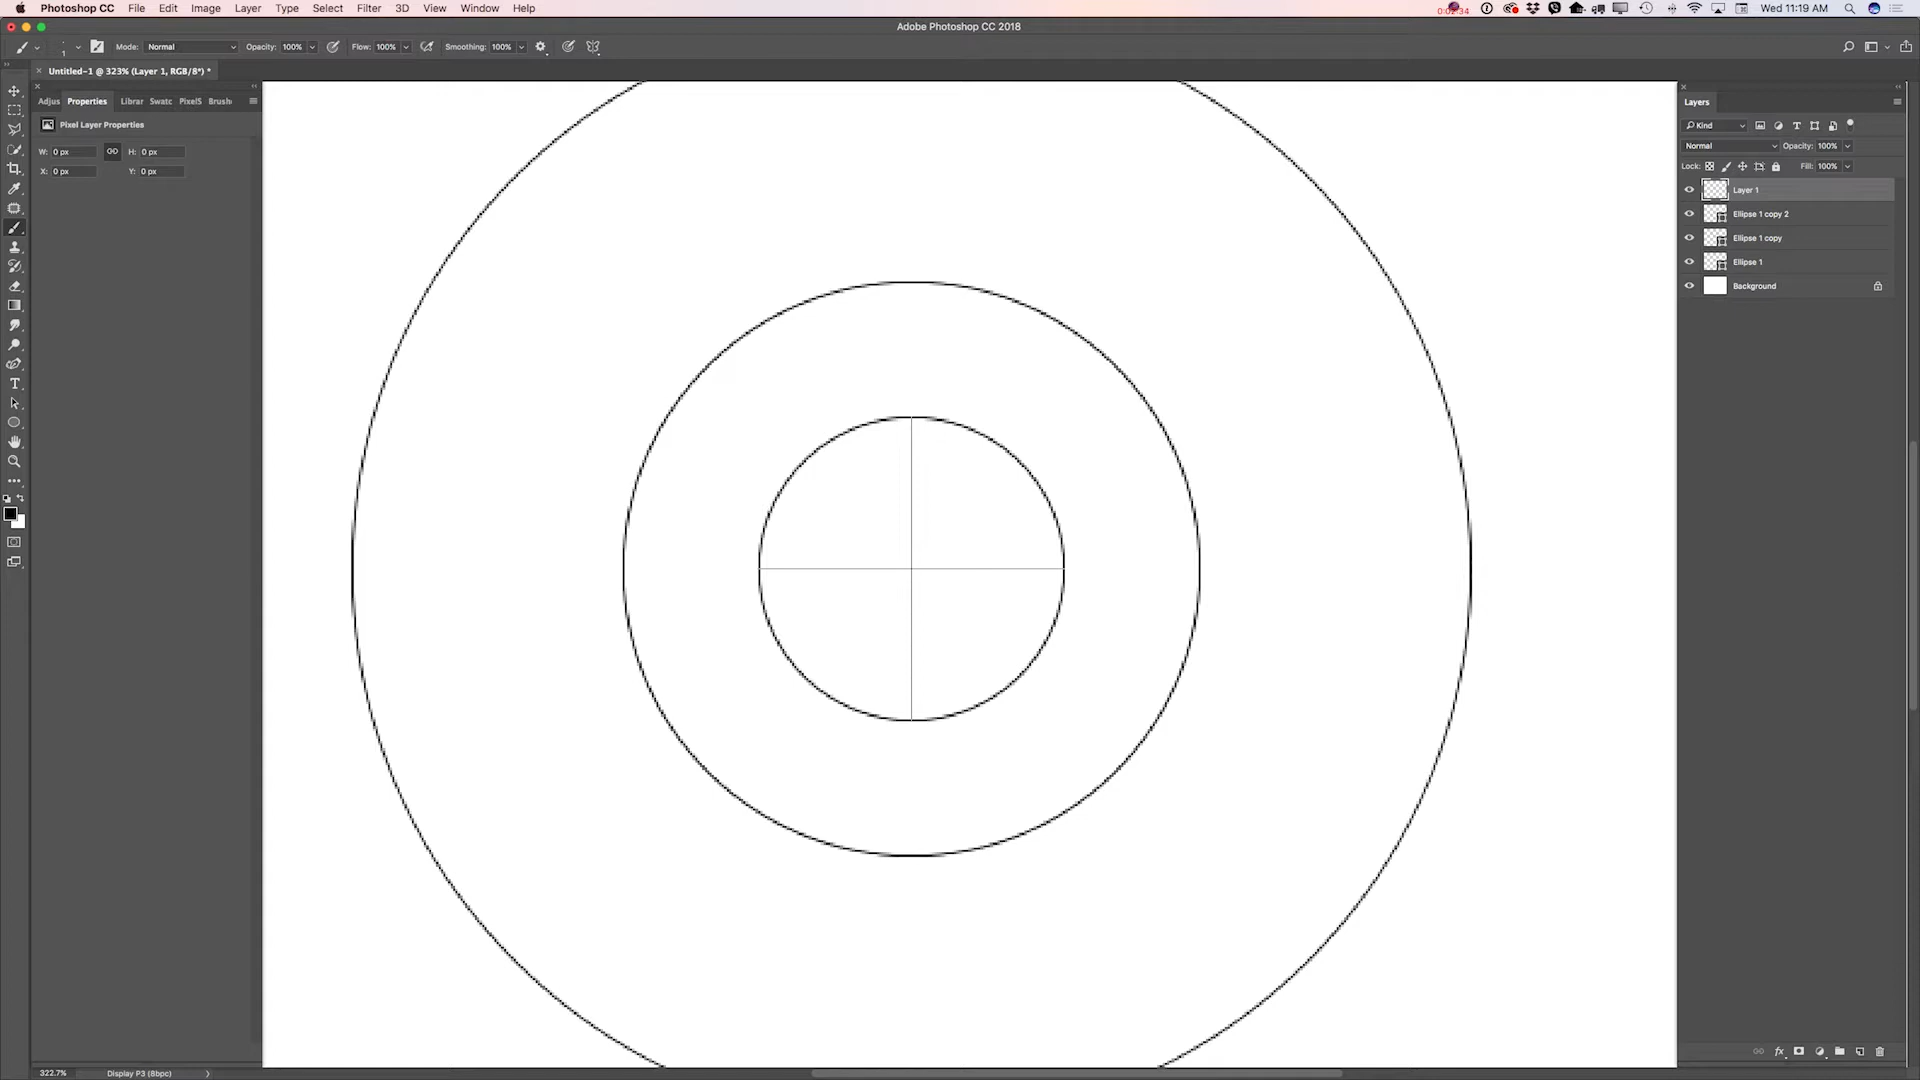 Photoshop CC File Edit Image Layer Type Select Filter 3D View Window Help 0:02:34 Wed 11:19 AM
Adobe Photoshop CC 2018
1 Mode: Normal Opacity: 100% Flow: 100% Smoothing: 100%
Untitled-1 @ 323% (Layer 1, RGB/8*) *
Adjus Properties Librar Swatc PixelS Brush
Pixel Layer Properties
W: 0 px H: 0 px
X: 0 px Y: 0 px
Layers
Kind
Normal Opacity: 100%
Lock: Fill: 100%
Layer 1
Ellipse 1 copy 2
Ellipse 1 copy
Ellipse 1
Background
322.7% Display P3 (8bpc)